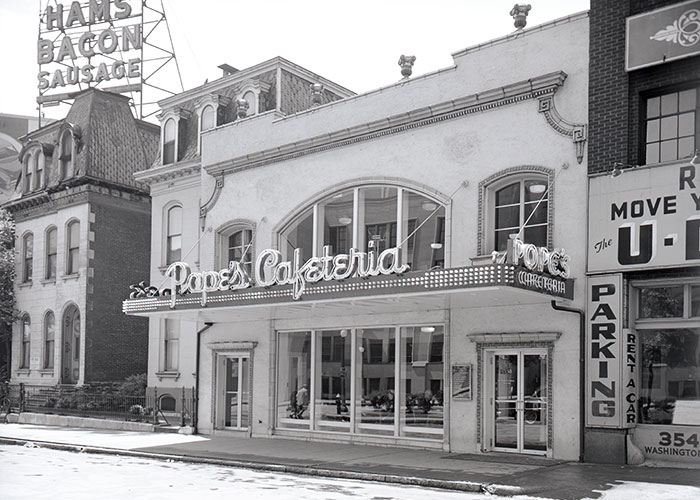 HAMS
BACON
SAUSAGE
Pope's Cafeteria
POPE'S
CAFETERIA
MOVE Y
The U-D
PARKING
RENT A CAR
354
WASHINGTON